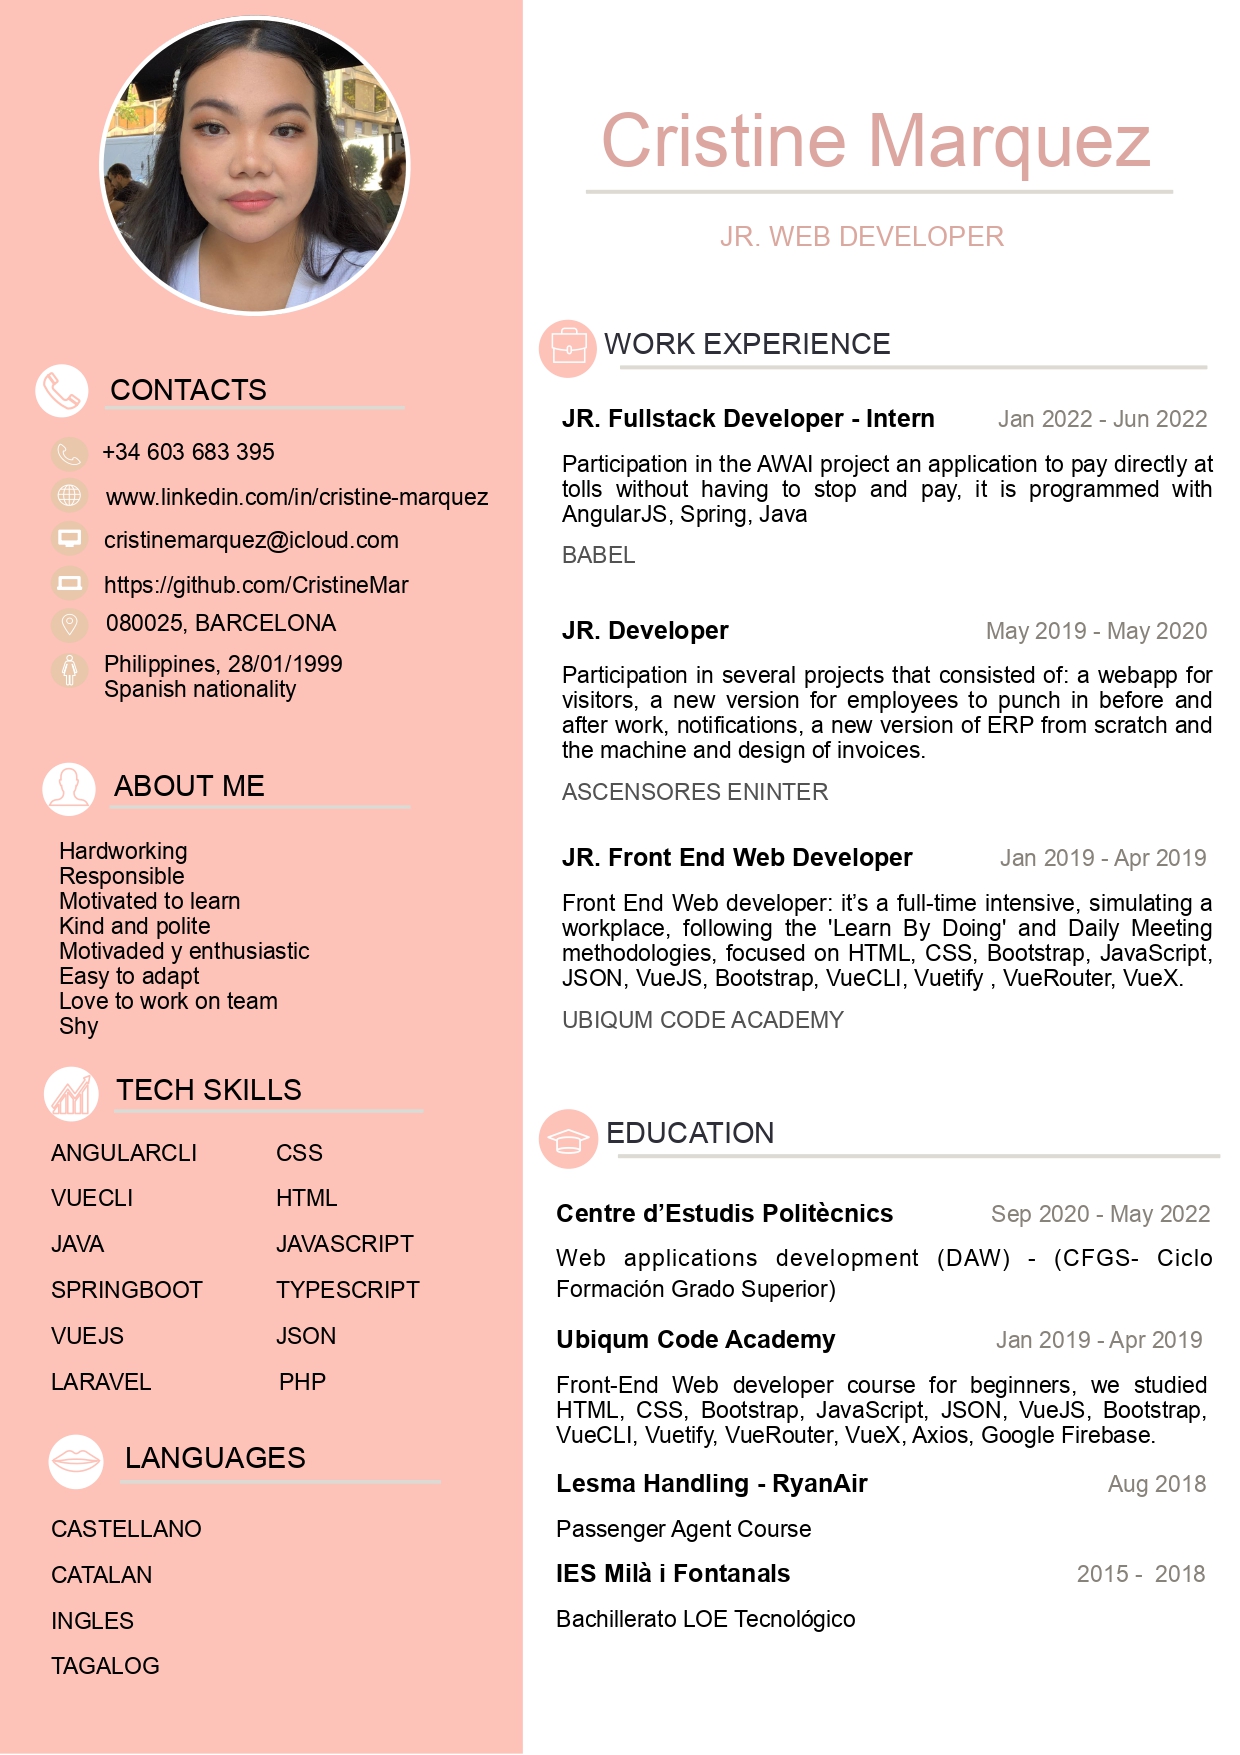 Cristine Marquez
JR. WEB DEVELOPER
CONTACTS
+34 603 683 395
www.linkedin.com/in/cristine-marquez
cristinemarquez@icloud.com
https://github.com/CristineMar
080025, BARCELONA
Philippines, 28/01/1999
Spanish nationality
ABOUT ME
Hardworking
Responsible
Motivated to learn
Kind and polite
Motivaded y enthusiastic
Easy to adapt
Love to work on team
Shy
TECH SKILLS
ANGULARCLI CSS
VUECLI HTML
JAVA JAVASCRIPT
SPRINGBOOT TYPESCRIPT
VUEJS JSON
LARAVEL PHP
LANGUAGES
CASTELLANO
CATALAN
INGLES
TAGALOG
WORK EXPERIENCE
JR. Fullstack Developer - Intern Jan 2022 - Jun 2022
Participation in the AWAI project an application to pay directly at
tolls without having to stop and pay, it is programmed with
AngularJS, Spring, Java
BABEL
JR. Developer May 2019 - May 2020
Participation in several projects that consisted of: a webapp for
visitors, a new version for employees to punch in before and
after work, notifications, a new version of ERP from scratch and
the machine and design of invoices.
ASCENSORES ENINTER
JR. Front End Web Developer Jan 2019 - Apr 2019
Front End Web developer: it’s a full-time intensive, simulating a
workplace, following the 'Learn By Doing' and Daily Meeting
methodologies, focused on HTML, CSS, Bootstrap, JavaScript,
JSON, VueJS, Bootstrap, VueCLI, Vuetify , VueRouter, VueX.
UBIQUM CODE ACADEMY
EDUCATION
Centre d’Estudis Politècnics Sep 2020 - May 2022
Web applications development (DAW) - (CFGS- Ciclo
Formación Grado Superior)
Ubiqum Code Academy Jan 2019 - Apr 2019
Front-End Web developer course for beginners, we studied
HTML, CSS, Bootstrap, JavaScript, JSON, VueJS, Bootstrap,
VueCLI, Vuetify, VueRouter, VueX, Axios, Google Firebase.
Lesma Handling - RyanAir Aug 2018
Passenger Agent Course
IES Milà i Fontanals 2015 - 2018
Bachillerato LOE Tecnológico